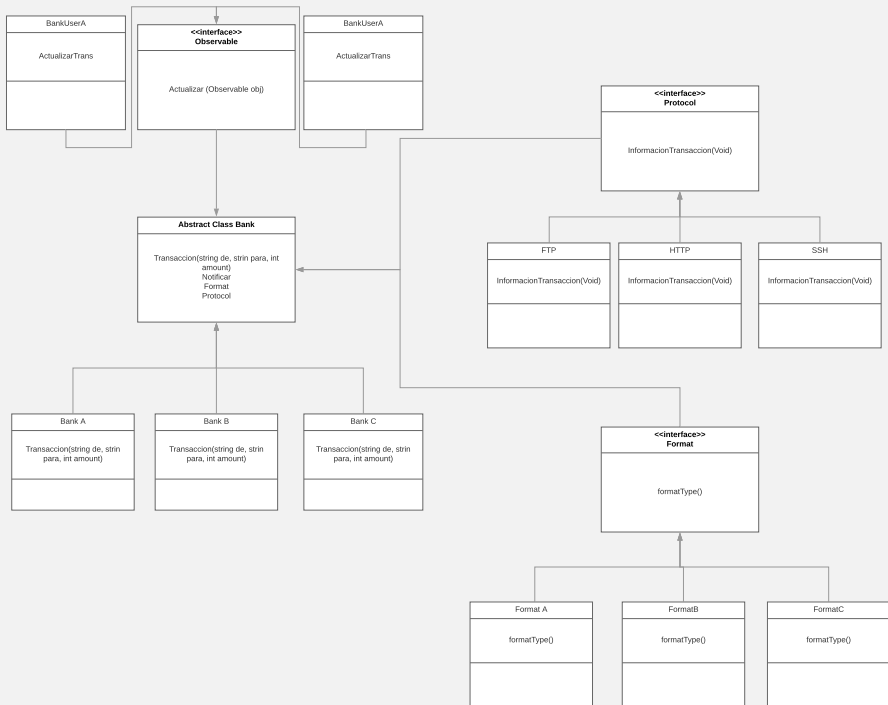 BankUserA
ActualizarTrans
<<interface>>
Observable
Actualizar (Observable obj)
BankUserA
ActualizarTrans
<<interface>>
Protocol
InformacionTransaccion(Void)
Abstract Class Bank
Transaccion(string de, strin para, int
amount)
Notificar
Format
Protocol
FTP
InformacionTransaccion(Void)
HTTP
InformacionTransaccion(Void)
SSH
InformacionTransaccion(Void)
Bank A
Transaccion(string de, strin
para, int amount)
Bank B
Transaccion(string de, strin
para, int amount)
Bank C
Transaccion(string de, strin
para, int amount)
<<interface>>
Format
formatType()
Format A
formatType()
FormatB
formatType()
FormatC
formatType()